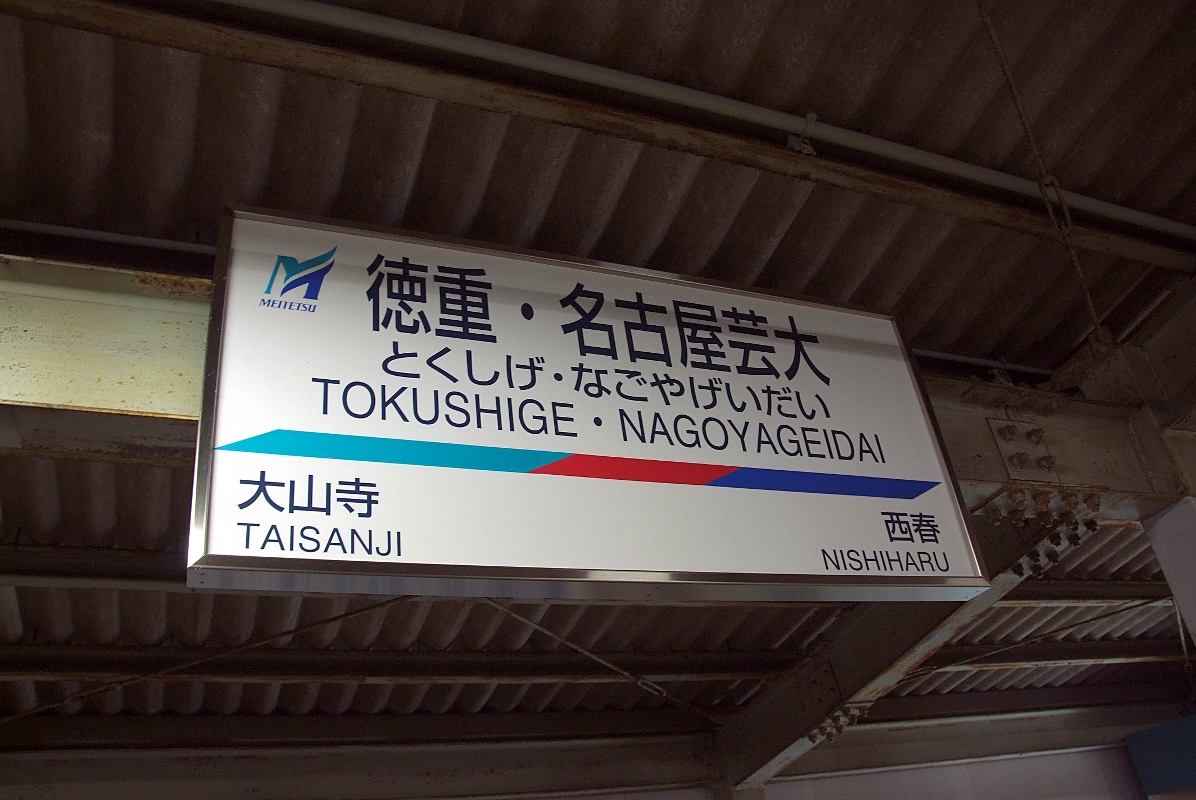 MEITETSU
徳重・名古屋芸大
とくしげ・なごやげいだい
TOKUSHIGE・NAGOYAGEIDAI
大山寺
TAISANJI
西春
NISHIHARU